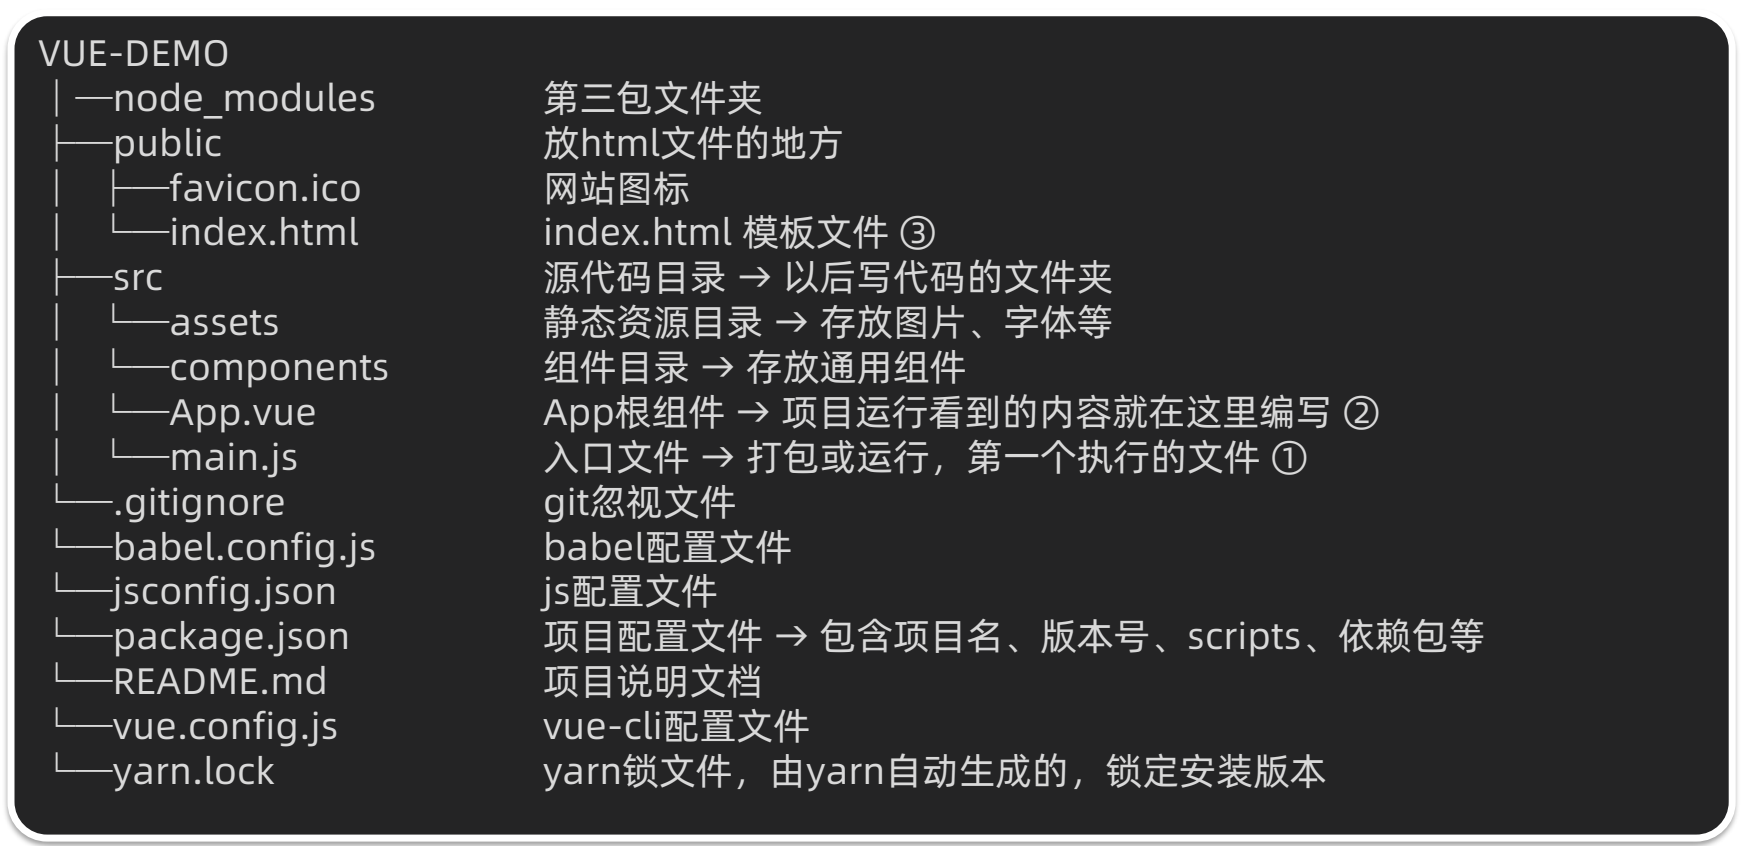 VUE-DEMO
│─node_modules 第三包文件夹
├──public 放html文件的地方
│ ├──favicon.ico 网站图标
│ └──index.html index.html 模板文件 ③
├──src 源代码目录 → 以后写代码的文件夹
│ └──assets 静态资源目录 → 存放图片、字体等
│ └──components 组件目录 → 存放通用组件
│ └──App.vue App根组件 → 项目运行看到的内容就在这里编写 ②
│ └──main.js 入口文件 → 打包或运行，第一个执行的文件 ①
└──.gitignore git忽视文件
└──babel.config.js babel配置文件
└──jsconfig.json js配置文件
└──package.json 项目配置文件 → 包含项目名、版本号、scripts、依赖包等
└──README.md 项目说明文档
└──vue.config.js vue-cli配置文件
└──yarn.lock yarn锁文件，由yarn自动生成的，锁定安装版本